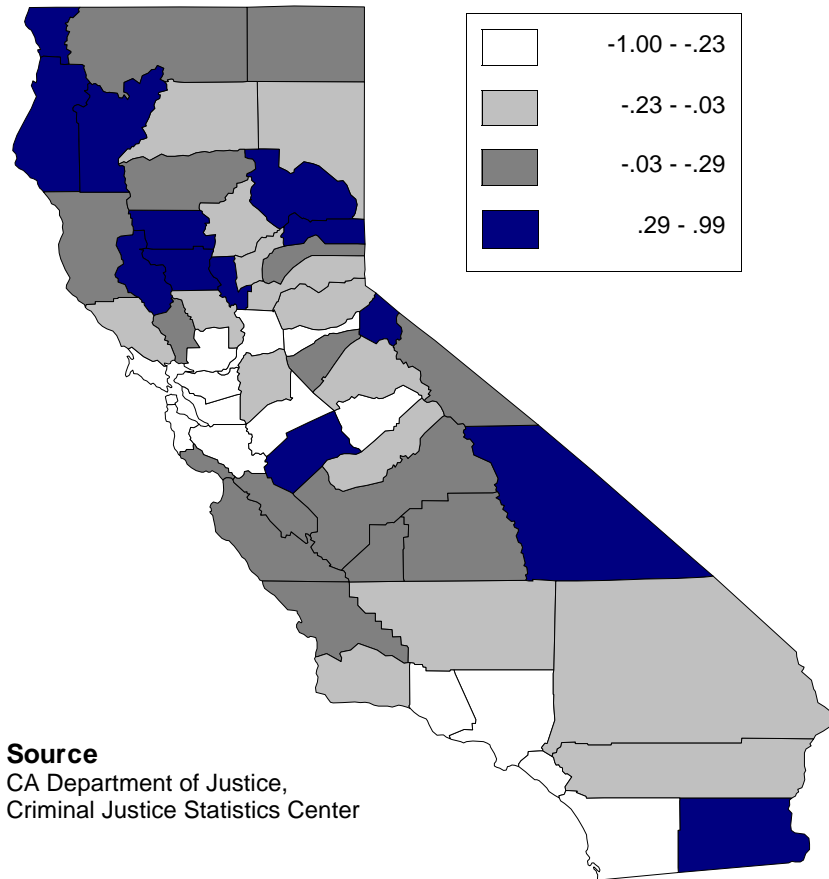 -1.00 - -.23
-.23 - -.03
-.03 - -.29
.29 - .99
Source
CA Department of Justice,
Criminal Justice Statistics Center